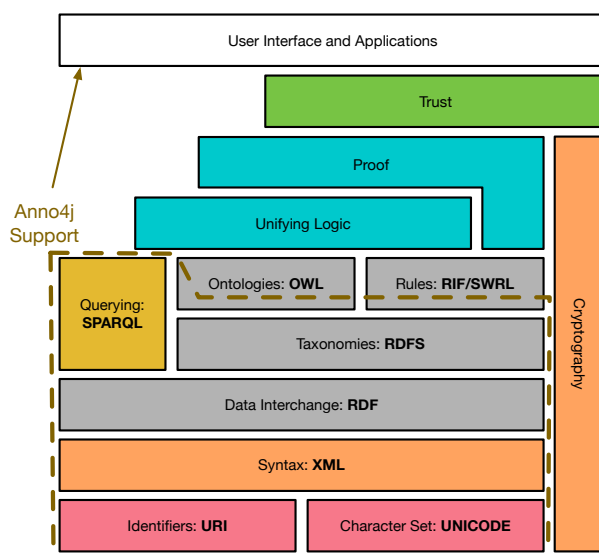 User Interface and Applications
Trust
Proof
Anno4j
Support
Unifying Logic
Querying:
SPARQL
Ontologies: OWL
Rules: RIF/SWRL
Cryptography
Taxonomies: RDFS
Data Interchange: RDF
Syntax: XML
Identifiers: URI
Character Set: UNICODE